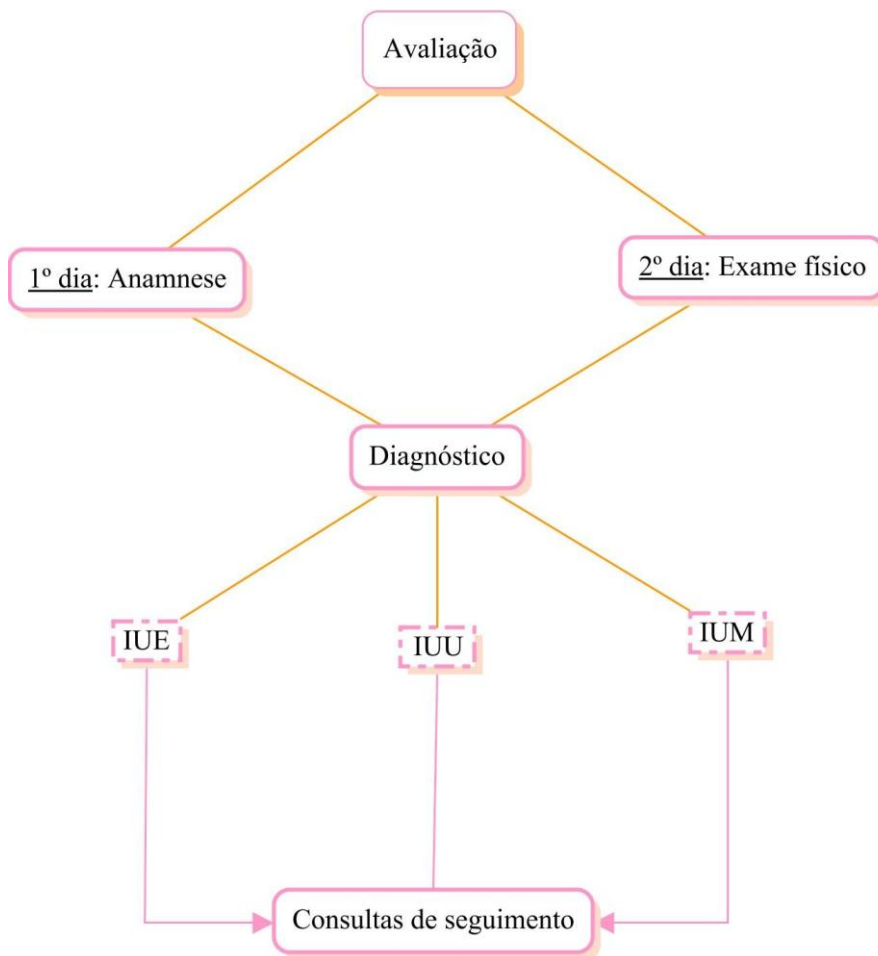 Avaliação
1º dia: Anamnese
2º dia: Exame físico
Diagnóstico
IUE
IUU
IUM
Consultas de seguimento